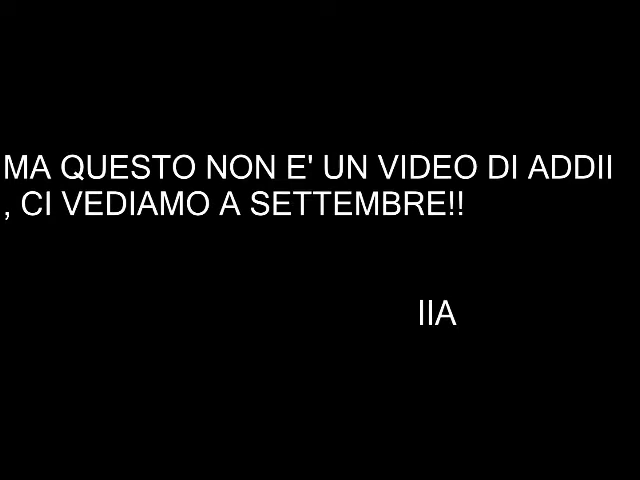 MA QUESTO NON E' UN VIDEO DI ADDII
, CI VEDIAMO A SETTEMBRE!!
IIA